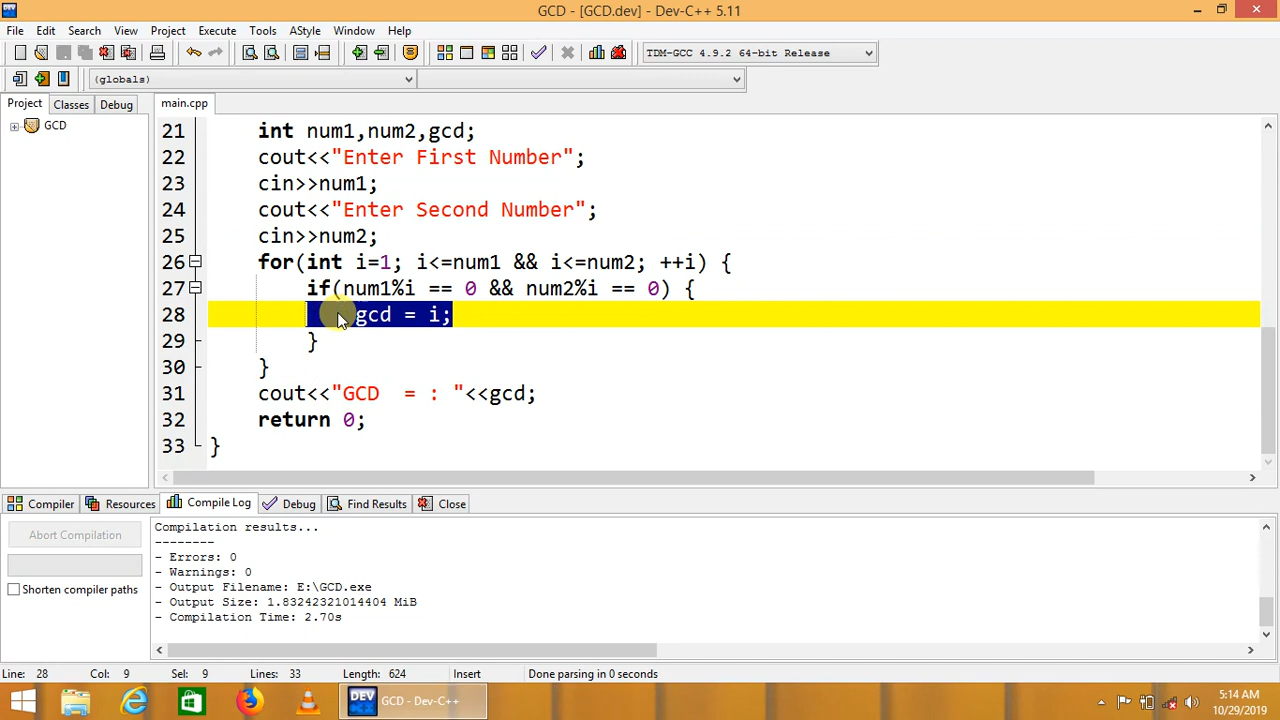 GCD - [GCD.dev] - Dev-C++ 5.11
File Edit Search View Project Execute Tools AStyle Window Help
TDM-GCC 4.9.2 64-bit Release
(globals)
Project Classes Debug
main.cpp
GCD
21 int num1,num2,gcd;
22 cout<<"Enter First Number";
23 cin>>num1;
24 cout<<"Enter Second Number";
25 cin>>num2;
26 for(int i=1; i<=num1 && i<=num2; ++i) {
27 if(num1%i == 0 && num2%i == 0) {
28 gcd = i;
29 }
30 }
31 cout<<"GCD  = : "<<gcd;
32 return 0;
33 }
Compiler Resources Compile Log Debug Find Results Close
Abort Compilation
Shorten compiler paths
Compilation results...
--------
- Errors: 0
- Warnings: 0
- Output Filename: E:\GCD.exe
- Output Size: 1.83242321014404 MiB
- Compilation Time: 2.70s
Line: 28 Col: 9 Sel: 9 Lines: 33 Length: 624 Insert Done parsing in 0 seconds
DEV GCD - Dev-C++
5:14 AM
10/29/2019